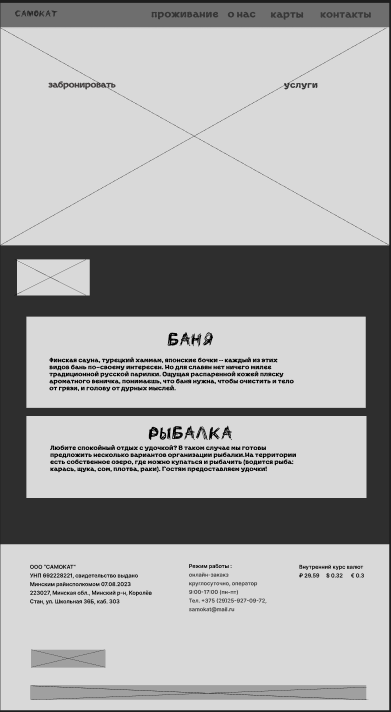 САМОКАТ
проживание о нас карты контакты
забронировать услуги
БАНЯ
Финская сауна, турецкий хаммам, японские бочки – каждый из этих
видов бань по-своему интересен. Но для славян нет ничего милее
традиционной русской парилки. Ощущая распаренной кожей пляску
ароматного веничка, понимаешь, что баня нужна, чтобы очистить и тело
от грязи, и голову от дурных мыслей.
РЫБАЛКА
Любите спокойный отдых с удочкой? В таком случае мы готовы
предложить несколько вариантов организации рыбалки.На территории
есть собственное озеро, где можно купаться и рыбачить (водится рыба:
карась, щука, сом, плотва, раки). Гостям предоставляем удочки!
ООО "САМОКАТ"
УНП 692228221, свидетельство выдано
Минским райисполкомом 07.08.2023
223027, Минская обл., Минский р-н, Королёв
Стан, ул. Школьная 36Б, каб. 303
Режим работы :
онлайн-заказ
круглосуточно, оператор
9:00-17:00 (пн-пт)
Тел. +375 (29)25-927-09-72,
samokat@mail.ru
Внутренний курс валют
₽ 29.59 $ 0.32 € 0.3